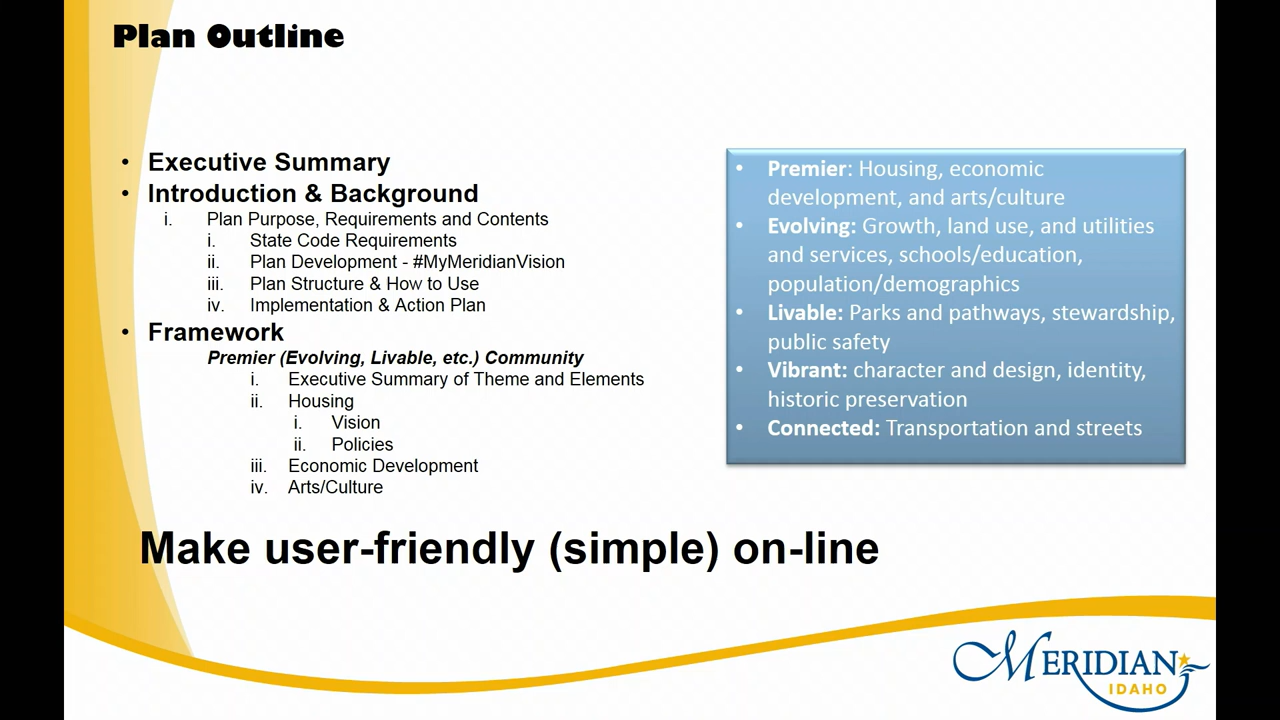 Plan Outline
• Executive Summary
• Introduction & Background
i. Plan Purpose, Requirements and Contents
i. State Code Requirements
ii. Plan Development - #MyMeridianVision
iii. Plan Structure & How to Use
iv. Implementation & Action Plan
• Framework
Premier (Evolving, Livable, etc.) Community
i. Executive Summary of Theme and Elements
ii. Housing
i. Vision
ii. Policies
iii. Economic Development
iv. Arts/Culture
• Premier: Housing, economic
development, and arts/culture
• Evolving: Growth, land use, and utilities
and services, schools/education,
population/demographics
• Livable: Parks and pathways, stewardship,
public safety
• Vibrant: character and design, identity,
historic preservation
• Connected: Transportation and streets
Make user-friendly (simple) on-line
MERIDIAN
IDAHO